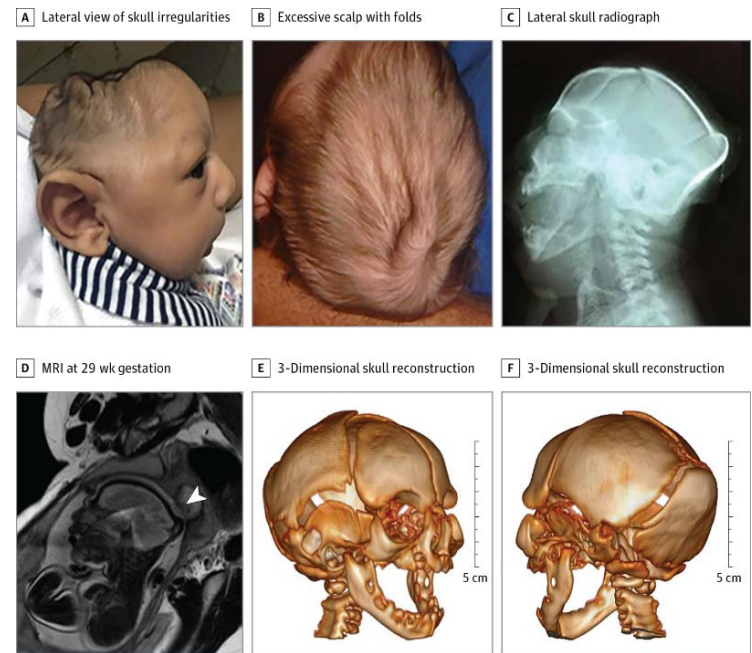 A Lateral view of skull irregularities
B Excessive scalp with folds
C Lateral skull radiograph
D MRI at 29 wk gestation
E 3-Dimensional skull reconstruction
F 3-Dimensional skull reconstruction
5 cm
5 cm